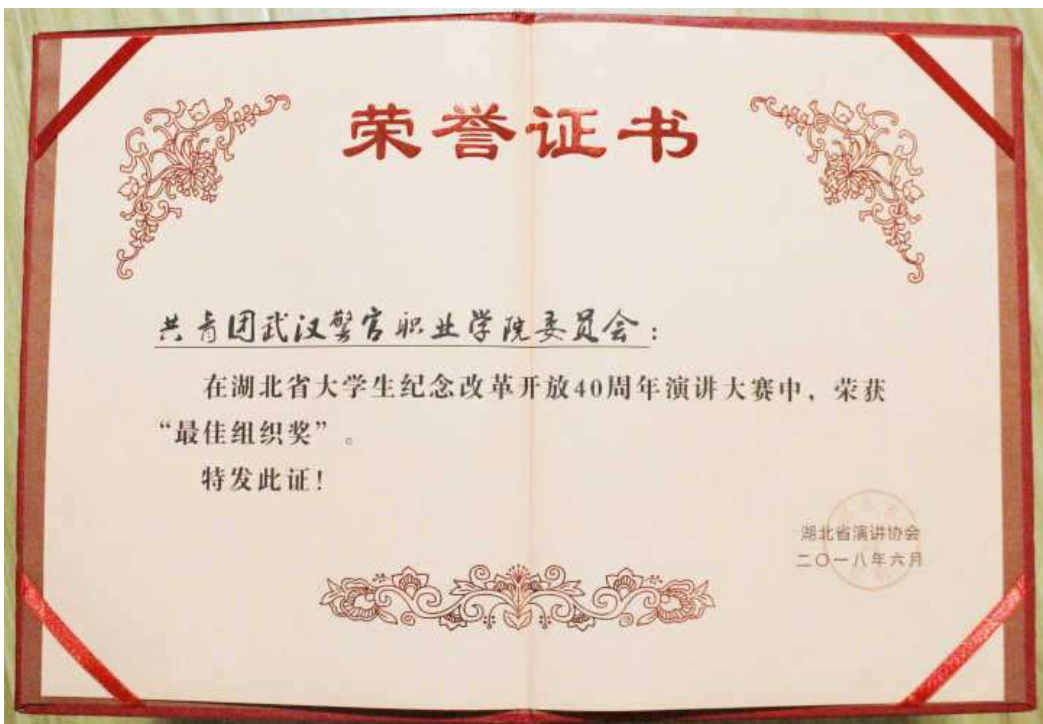 荣誉证书
共青团武汉警官职业学院委员会：
在湖北省大学生纪念改革开放40周年演讲大赛中，荣获
“最佳组织奖”。
特发此证！
湖北省演讲协会
二〇一八年六月